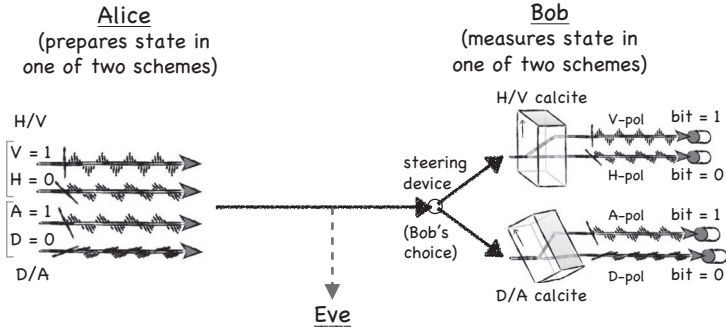 Alice
(prepares state in
one of two schemes)
H/V
V = 1
H = 0
A = 1
D = 0
D/A
Eve
Bob
(measures state in
one of two schemes)
H/V calcite
V-pol
bit = 1
H-pol
bit = 0
steering
device
(Bob's
choice)
A-pol
bit = 1
D-pol
bit = 0
D/A calcite